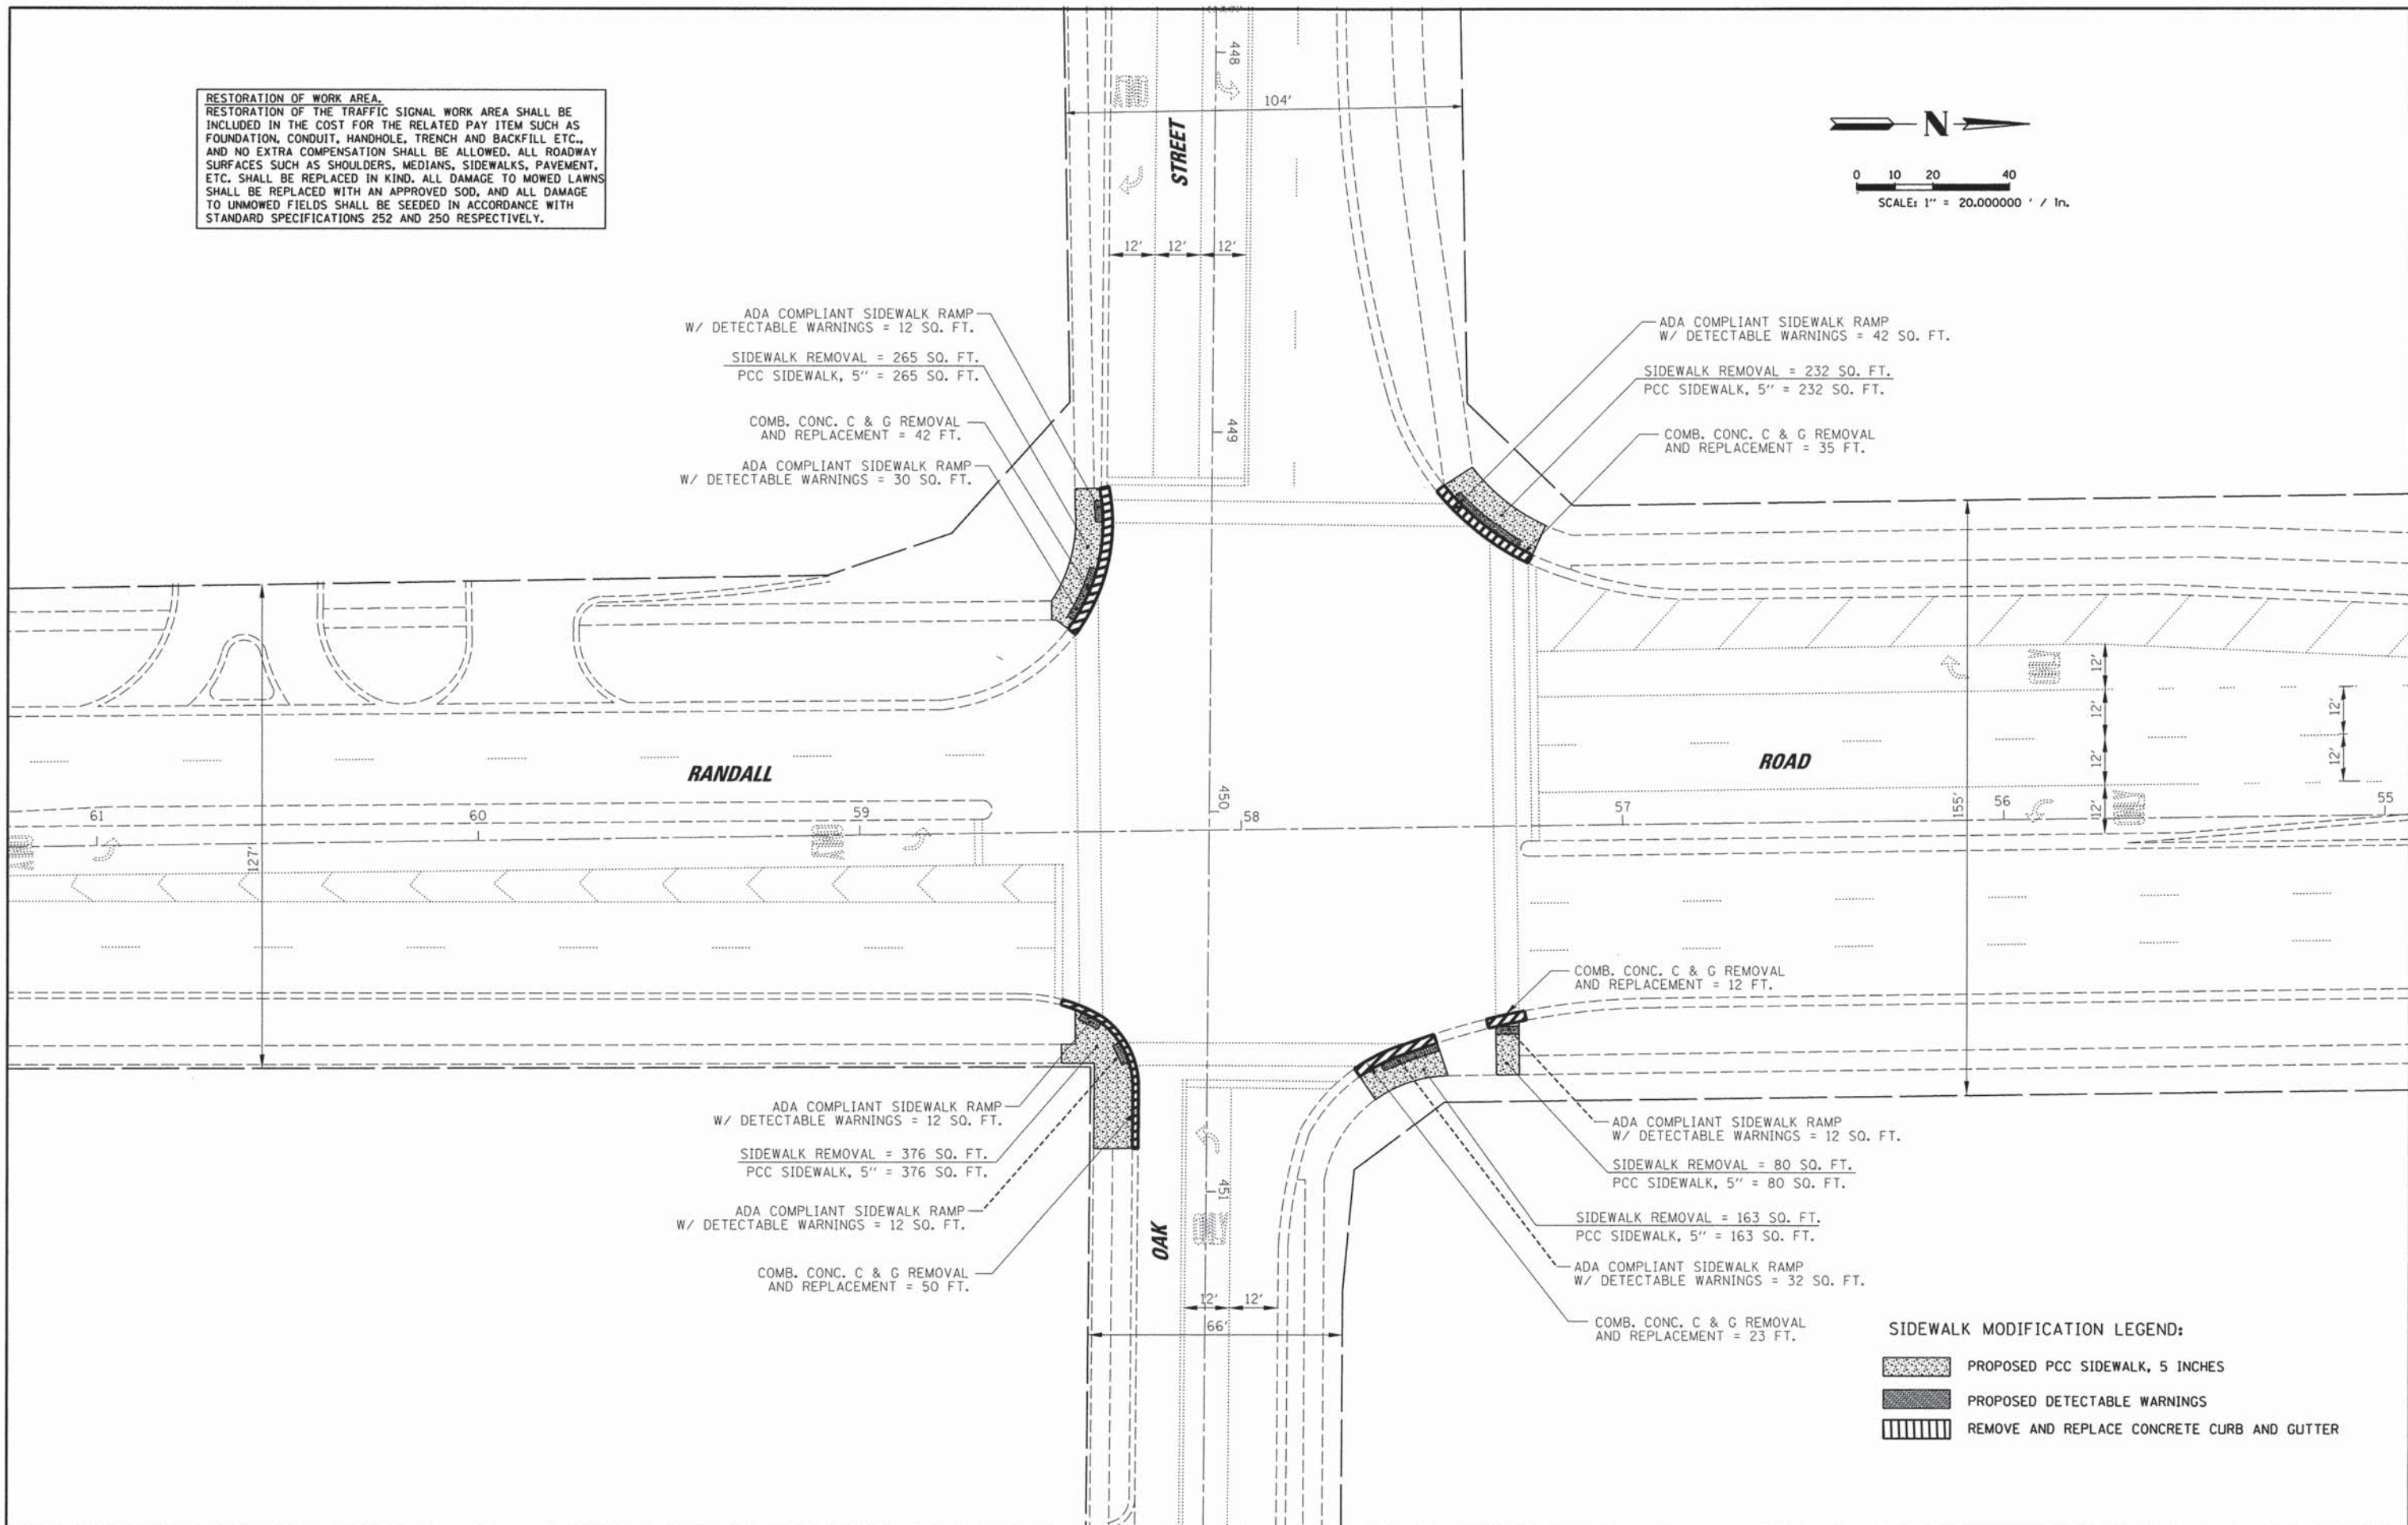 RESTORATION OF WORK AREA.
RESTORATION OF THE TRAFFIC SIGNAL WORK AREA SHALL BE
INCLUDED IN THE COST FOR THE RELATED PAY ITEM SUCH AS
FOUNDATION, CONDUIT, HANDHOLE, TRENCH AND BACKFILL ETC.,
AND NO EXTRA COMPENSATION SHALL BE ALLOWED. ALL ROADWAY
SURFACES SUCH AS SHOULDERS, MEDIANS, SIDEWALKS, PAVEMENT,
ETC. SHALL BE REPLACED IN KIND. ALL DAMAGE TO MOWED LAWNS
SHALL BE REPLACED WITH AN APPROVED SOD, AND ALL DAMAGE
TO UNMOWED FIELDS SHALL BE SEEDED IN ACCORDANCE WITH
STANDARD SPECIFICATIONS 252 AND 250 RESPECTIVELY.
448
ONLY
104'
STREET
12' 12' 12'
449
N
0 10 20 40
SCALE: 1" = 20.000000 ' / In.
ADA COMPLIANT SIDEWALK RAMP
W/ DETECTABLE WARNINGS = 12 SQ. FT.
SIDEWALK REMOVAL = 265 SQ. FT.
PCC SIDEWALK, 5" = 265 SQ. FT.
COMB. CONC. C & G REMOVAL
AND REPLACEMENT = 42 FT.
ADA COMPLIANT SIDEWALK RAMP
W/ DETECTABLE WARNINGS = 30 SQ. FT.
ADA COMPLIANT SIDEWALK RAMP
W/ DETECTABLE WARNINGS = 42 SQ. FT.
SIDEWALK REMOVAL = 232 SQ. FT.
PCC SIDEWALK, 5" = 232 SQ. FT.
COMB. CONC. C & G REMOVAL
AND REPLACEMENT = 35 FT.
ONLY
12'
12'
12'
12'
12'
12'
RANDALL
ROAD
450
61
60
59
58
57
56
55
ONLY
ONLY
ONLY
127'
155'
COMB. CONC. C & G REMOVAL
AND REPLACEMENT = 12 FT.
ADA COMPLIANT SIDEWALK RAMP
W/ DETECTABLE WARNINGS = 12 SQ. FT.
SIDEWALK REMOVAL = 376 SQ. FT.
PCC SIDEWALK, 5" = 376 SQ. FT.
ADA COMPLIANT SIDEWALK RAMP
W/ DETECTABLE WARNINGS = 12 SQ. FT.
COMB. CONC. C & G REMOVAL
AND REPLACEMENT = 50 FT.
451
ONLY
OAK
12' 12'
66'
ADA COMPLIANT SIDEWALK RAMP
W/ DETECTABLE WARNINGS = 12 SQ. FT.
SIDEWALK REMOVAL = 80 SQ. FT.
PCC SIDEWALK, 5" = 80 SQ. FT.
SIDEWALK REMOVAL = 163 SQ. FT.
PCC SIDEWALK, 5" = 163 SQ. FT.
ADA COMPLIANT SIDEWALK RAMP
W/ DETECTABLE WARNINGS = 32 SQ. FT.
COMB. CONC. C & G REMOVAL
AND REPLACEMENT = 23 FT.
SIDEWALK MODIFICATION LEGEND:
PROPOSED PCC SIDEWALK, 5 INCHES
PROPOSED DETECTABLE WARNINGS
REMOVE AND REPLACE CONCRETE CURB AND GUTTER